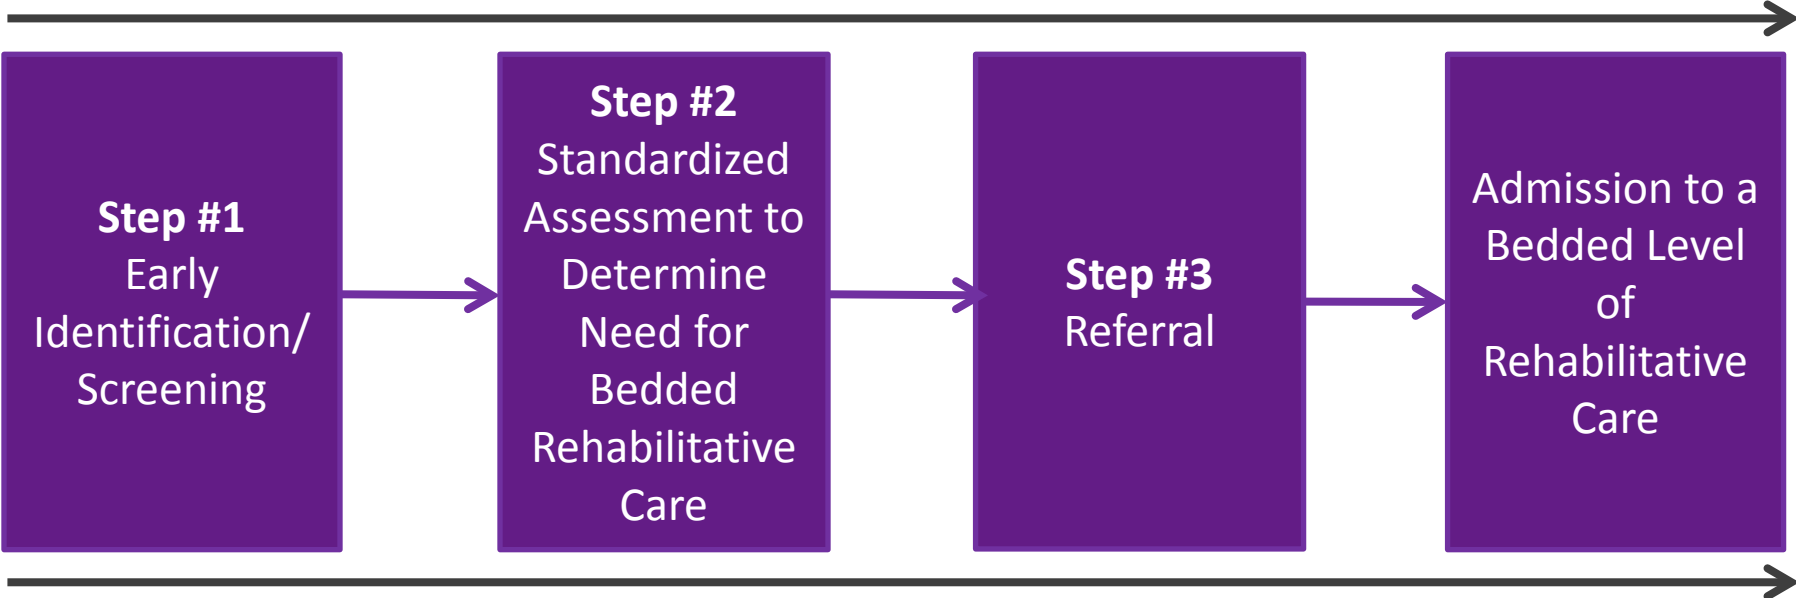 Step #1
Early
Identification/
Screening
Step #2
Standardized
Assessment to
Determine
Need for
Bedded
Rehabilitative
Care
Step #3
Referral
Admission to a
Bedded Level
of
Rehabilitative
Care